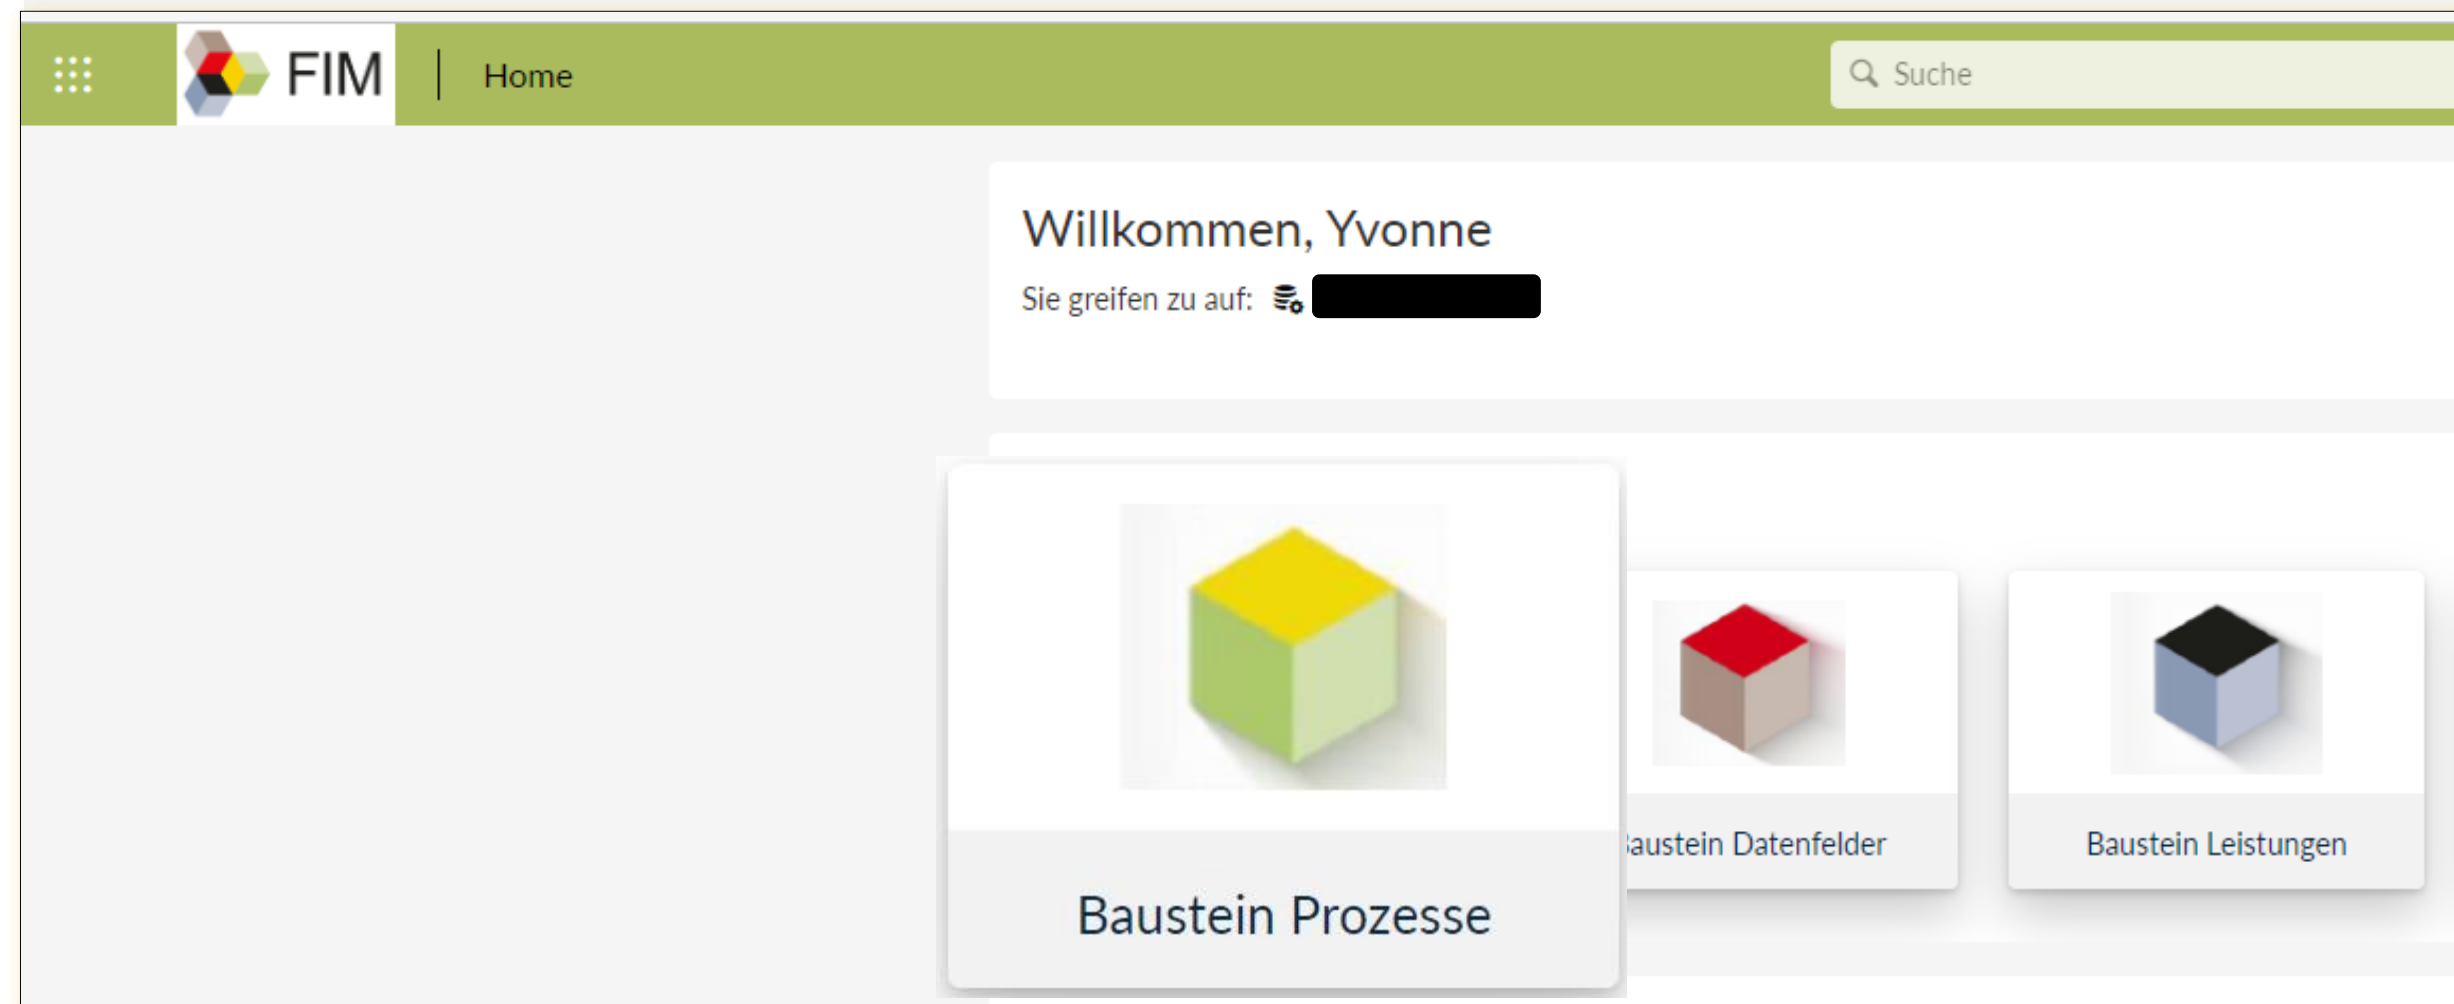 FIM
Home
Suche
Willkommen, Yvonne
Sie greifen zu auf:
Baustein Prozesse
austein Datenfelder
Baustein Leistungen